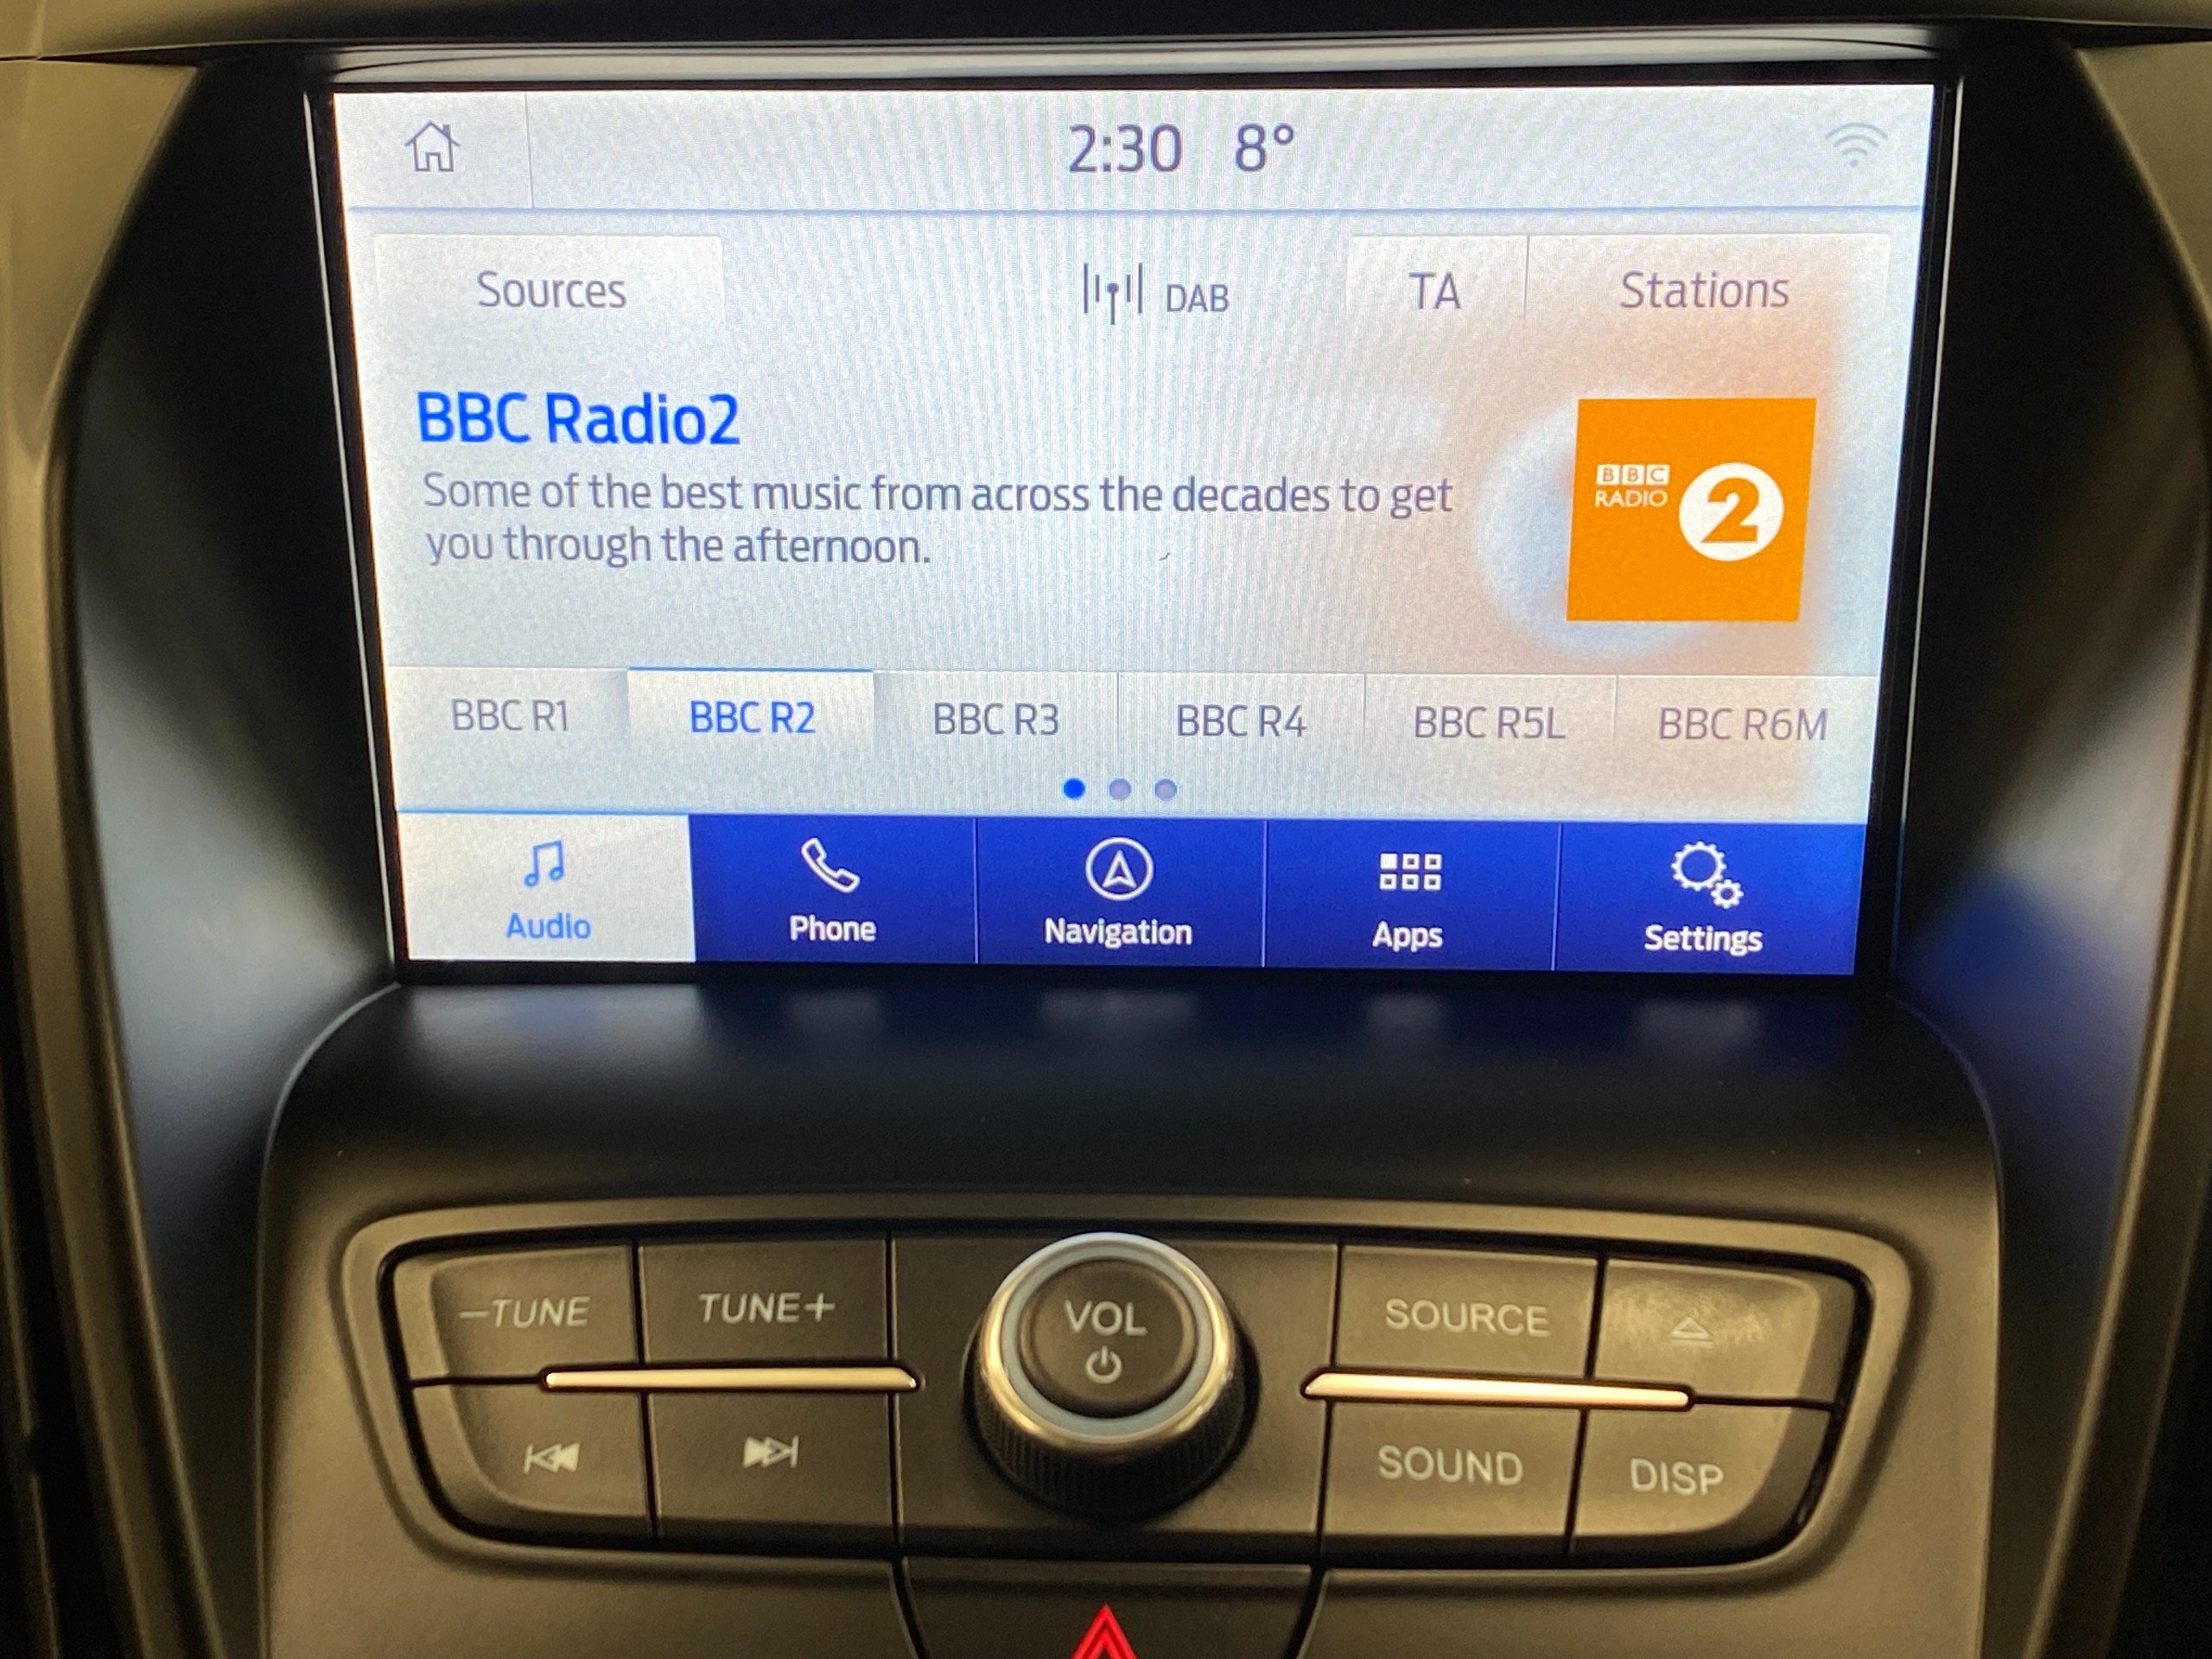 2:30 8°
Sources
DAB
TA
Stations
BBC Radio2
Some of the best music from across the decades to get
you through the afternoon.
BBC
RADIO
2
BBC R1
BBC R2
BBC R3
BBC R4
BBC R5L
BBC R6M
Audio
Phone
Navigation
Apps
Settings
–TUNE
TUNE+
VOL
SOURCE
SOUND
DISP